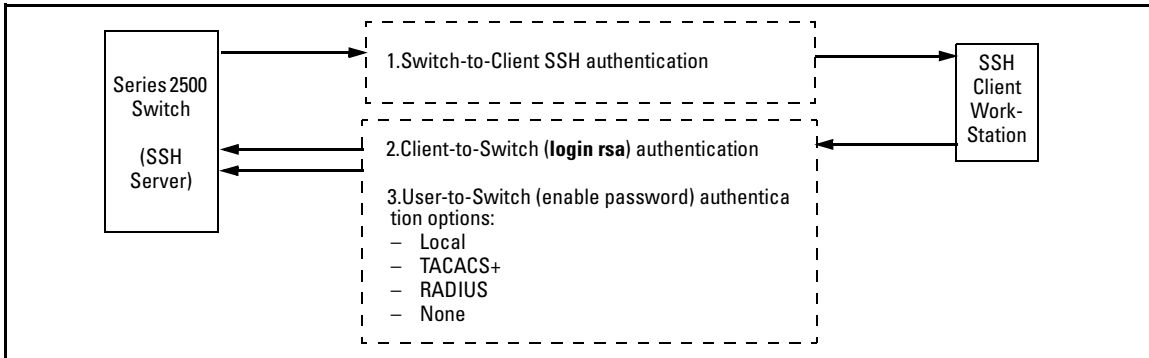 Series 2500
Switch
(SSH
Server)
1.Switch-to-Client SSH authentication
2.Client-to-Switch (login rsa) authentication
3.User-to-Switch (enable password) authentica
tion options:
– Local
– TACACS+
– RADIUS
– None
SSH
Client
Work-
Station